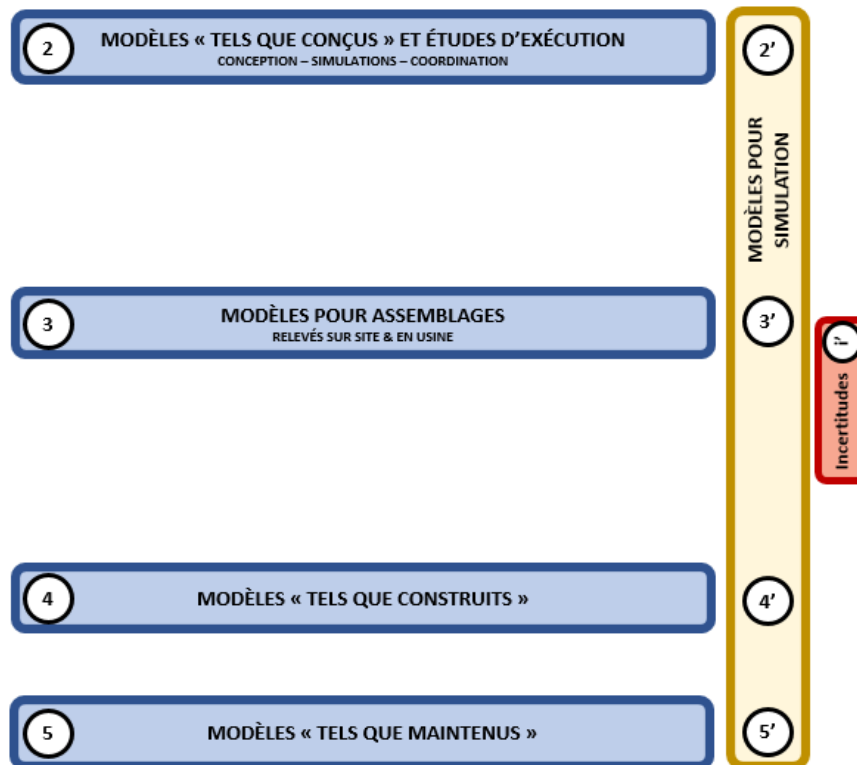 2
MODÈLES « TELS QUE CONÇUS » ET ÉTUDES D’EXÉCUTION
CONCEPTION – SIMULATIONS – COORDINATION
2’
MODÈLES POUR
SIMULATION
3
MODÈLES POUR ASSEMBLAGES
RELEVÉS SUR SITE & EN USINE
3’
i’
Incertitudes
4
MODÈLES « TELS QUE CONSTRUITS »
4’
5
MODÈLES « TELS QUE MAINTENUS »
5’